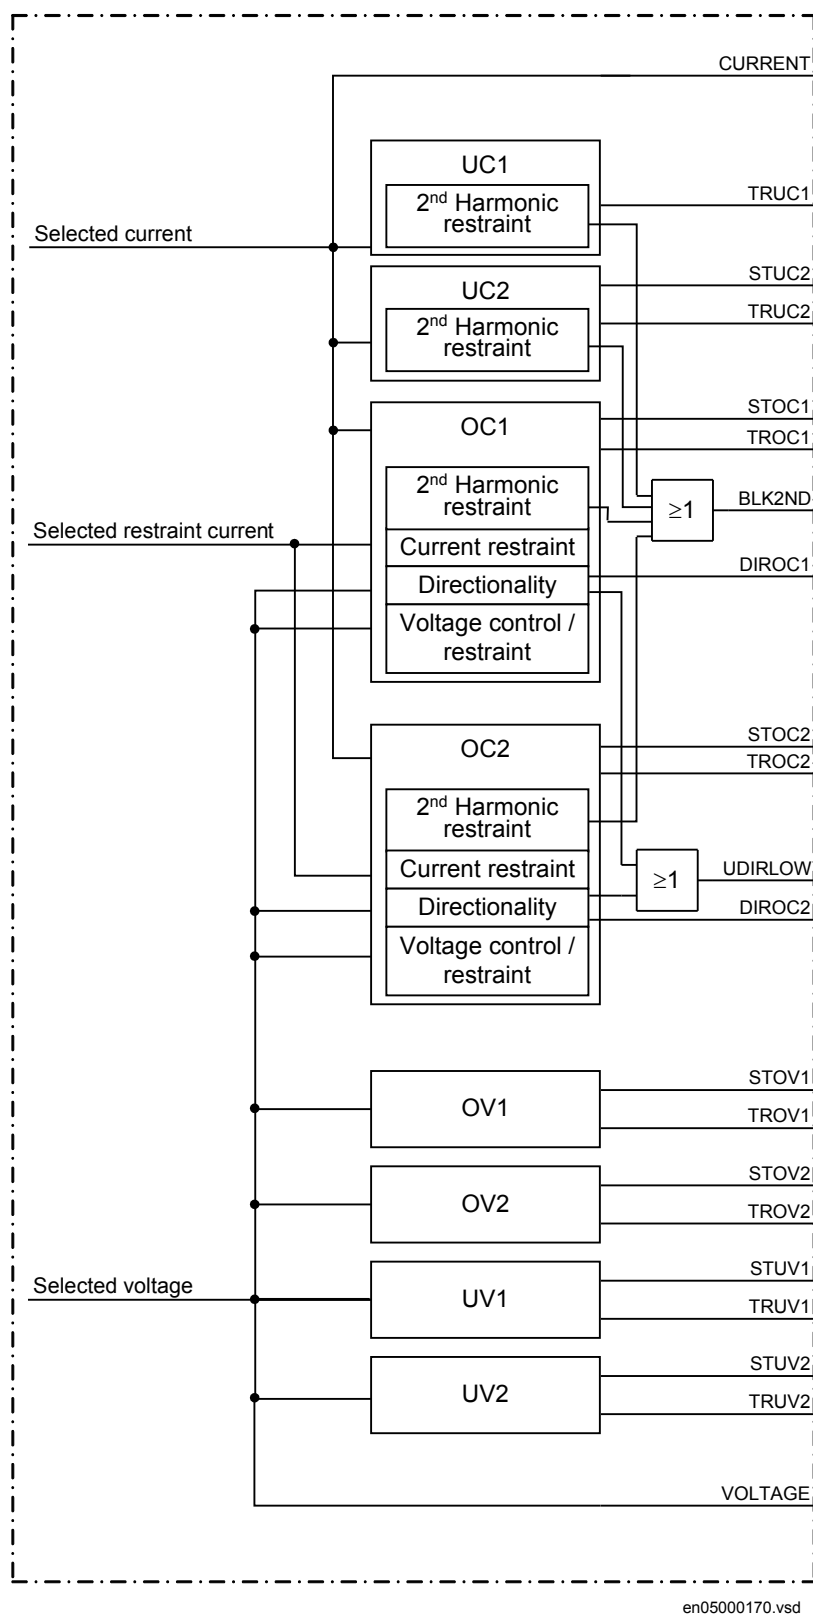 CURRENT
UC1
2nd Harmonic
restraint
TRUC1
Selected current
UC2
2nd Harmonic
restraint
STUC2
TRUC2
OC1
STOC1
TROC1
2nd Harmonic
restraint
≥1
BLK2ND
Selected restraint current
Current restraint
Directionality
DIROC1
Voltage control /
restraint
OC2
STOC2
TROC2
2nd Harmonic
restraint
Current restraint
≥1
UDIRLOW
Directionality
DIROC2
Voltage control /
restraint
OV1
STOV1
TROV1
OV2
STOV2
TROV2
Selected voltage
UV1
STUV1
TRUV1
UV2
STUV2
TRUV2
VOLTAGE
en05000170.vsd